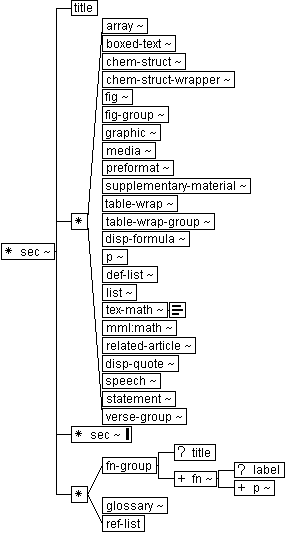 title
array ~
boxed-text ~
chem-struct ~
chem-struct-wrapper ~
fig ~
fig-group ~
graphic ~
media ~
preformat ~
supplementary-material ~
table-wrap ~
* table-wrap-group ~
disp-formula ~
* sec ~ p ~
def-list ~
list ~
tex-math ~
mml:math ~
related-article ~
disp-quote ~
speech ~
statement ~
verse-group ~
* sec ~
? title
fn-group
+ fn ~ ? label
* + p ~
glossary ~
ref-list